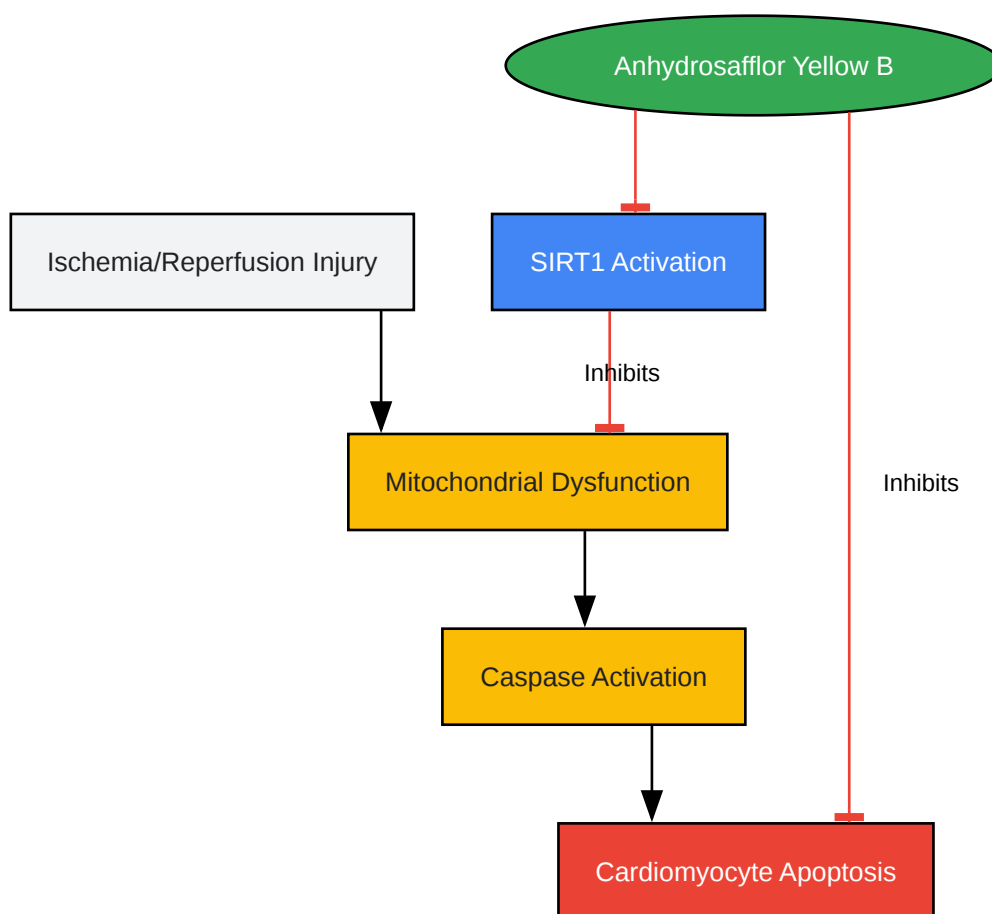 Anhydrosafflor Yellow B
Ischemia/Reperfusion Injury
SIRT1 Activation
Inhibits
Mitochondrial Dysfunction
Inhibits
Caspase Activation
Cardiomyocyte Apoptosis